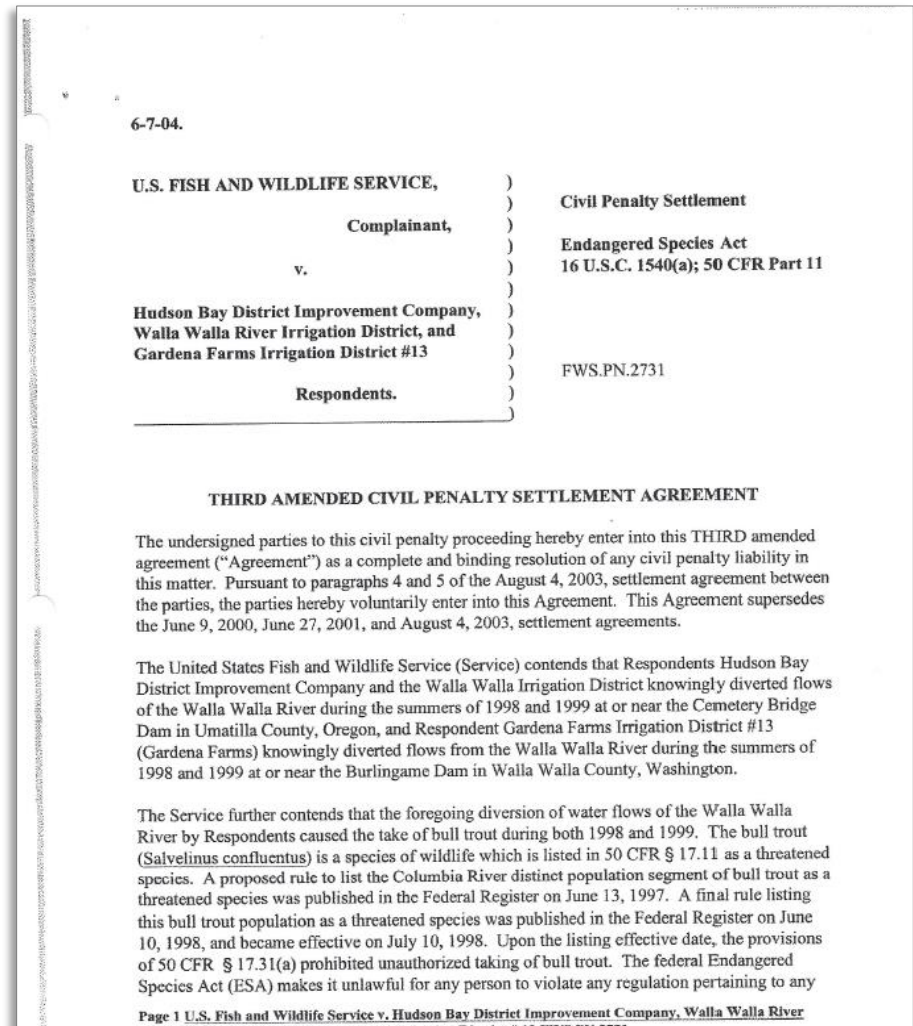 6-7-04.
U.S. FISH AND WILDLIFE SERVICE, )
) Civil Penalty Settlement
Complainant, )
) Endangered Species Act
v. ) 16 U.S.C. 1540(a); 50 CFR Part 11
)
Hudson Bay District Improvement Company, )
Walla Walla River Irrigation District, and )
Gardena Farms Irrigation District #13 )
) FWS.PN.2731
Respondents. )
)
THIRD AMENDED CIVIL PENALTY SETTLEMENT AGREEMENT
The undersigned parties to this civil penalty proceeding hereby enter into this THIRD amended
agreement (“Agreement”) as a complete and binding resolution of any civil penalty liability in
this matter. Pursuant to paragraphs 4 and 5 of the August 4, 2003, settlement agreement between
the parties, the parties hereby voluntarily enter into this Agreement. This Agreement supersedes
the June 9, 2000, June 27, 2001, and August 4, 2003, settlement agreements.
The United States Fish and Wildlife Service (Service) contends that Respondents Hudson Bay
District Improvement Company and the Walla Walla Irrigation District knowingly diverted flows
of the Walla Walla River during the summers of 1998 and 1999 at or near the Cemetery Bridge
Dam in Umatilla County, Oregon, and Respondent Gardena Farms Irrigation District #13
(Gardena Farms) knowingly diverted flows from the Walla Walla River during the summers of
1998 and 1999 at or near the Burlingame Dam in Walla Walla County, Washington.
The Service further contends that the foregoing diversion of water flows of the Walla Walla
River by Respondents caused the take of bull trout during both 1998 and 1999. The bull trout
(Salvelinus confluentus) is a species of wildlife which is listed in 50 CFR § 17.11 as a threatened
species. A proposed rule to list the Columbia River distinct population segment of bull trout as a
threatened species was published in the Federal Register on June 13, 1997. A final rule listing
this bull trout population as a threatened species was published in the Federal Register on June
10, 1998, and became effective on July 10, 1998. Upon the listing effective date, the provisions
of 50 CFR § 17.31(a) prohibited unauthorized taking of bull trout. The federal Endangered
Species Act (ESA) makes it unlawful for any person to violate any regulation pertaining to any
Page 1 U.S. Fish and Wildlife Service v. Hudson Bay District Improvement Company, Walla Walla River